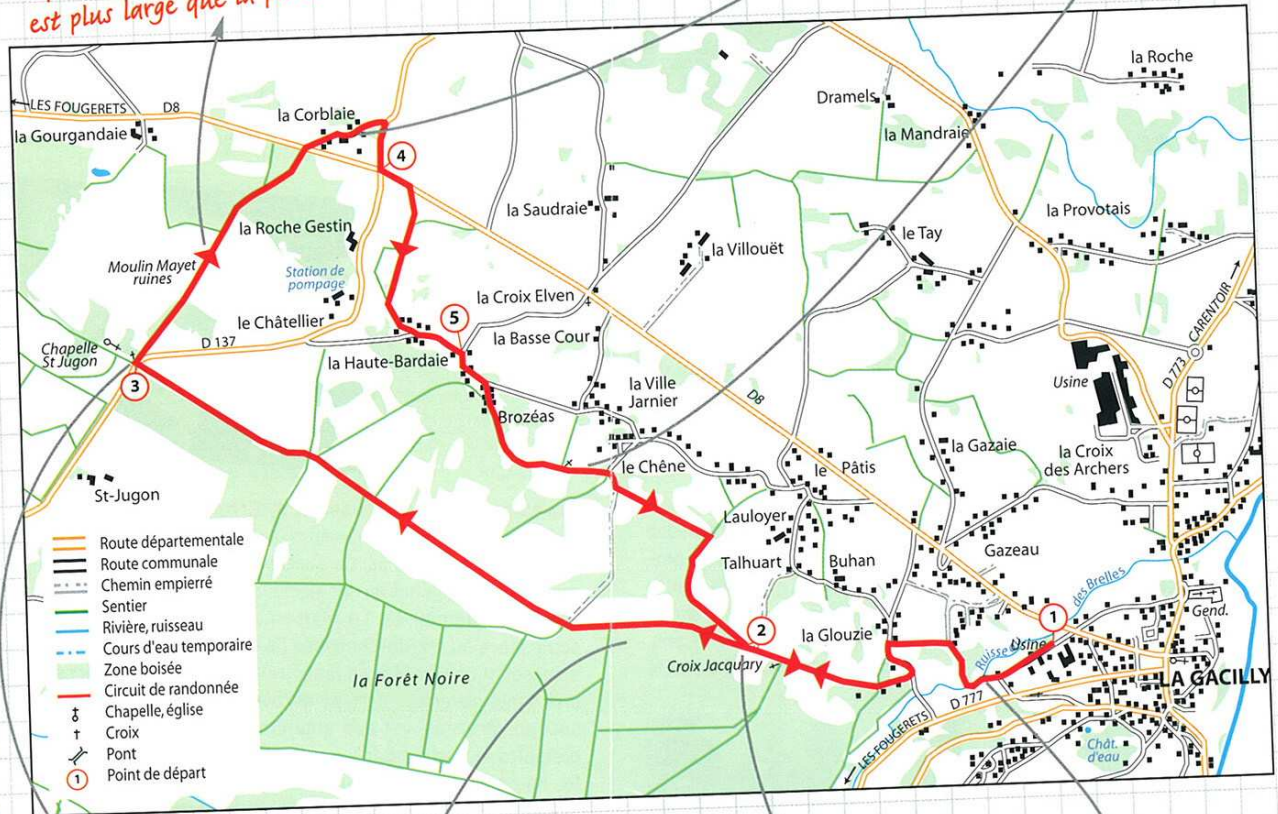 est plus large que la
LES FOUGERETS
D8
la Corblaie
la Gourgandaie
4
la Roche
Dramels
la Mandraie
la Saudraie
la Roche Gestin
la Provotais
le Tay
la Villouët
Moulin Mayet
ruines
Station de
pompage
la Croix Elven
5
le Châtellier
la Basse Cour
D 137
CARENTOIR
D 773
Chapelle
St Jugon
la Haute-Bardaie
3
la Ville
Jarnier
D8
Usine
Brozéas
la Gazaie
la Croix
des Archers
le Chêne
le Pâtis
St-Jugon
Lauloyer
Talhuart
Buhan
Gazeau
des Brelles
Gend.
1
2
la Glouzie
Usine
Croix Jacquary
la Forêt Noire
LA GACILLY
D 777
LES FOUGERETS
Chât.
d'eau
Route départementale
Route communale
Chemin empierré
Sentier
Rivière, ruisseau
Cours d'eau temporaire
Zone boisée
Circuit de randonnée
Chapelle, église
Croix
Pont
1 Point de départ